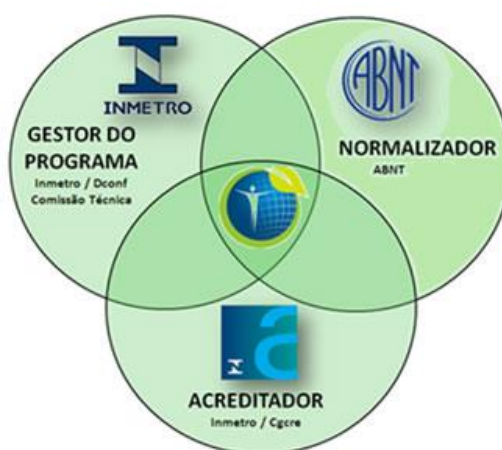 INMETRO
GESTOR DO
PROGRAMA
Inmetro / Dconf
Comissão Técnica
ABNT
NORMALIZADOR
ABNT
ACREDITADOR
Inmetro / Cgcre